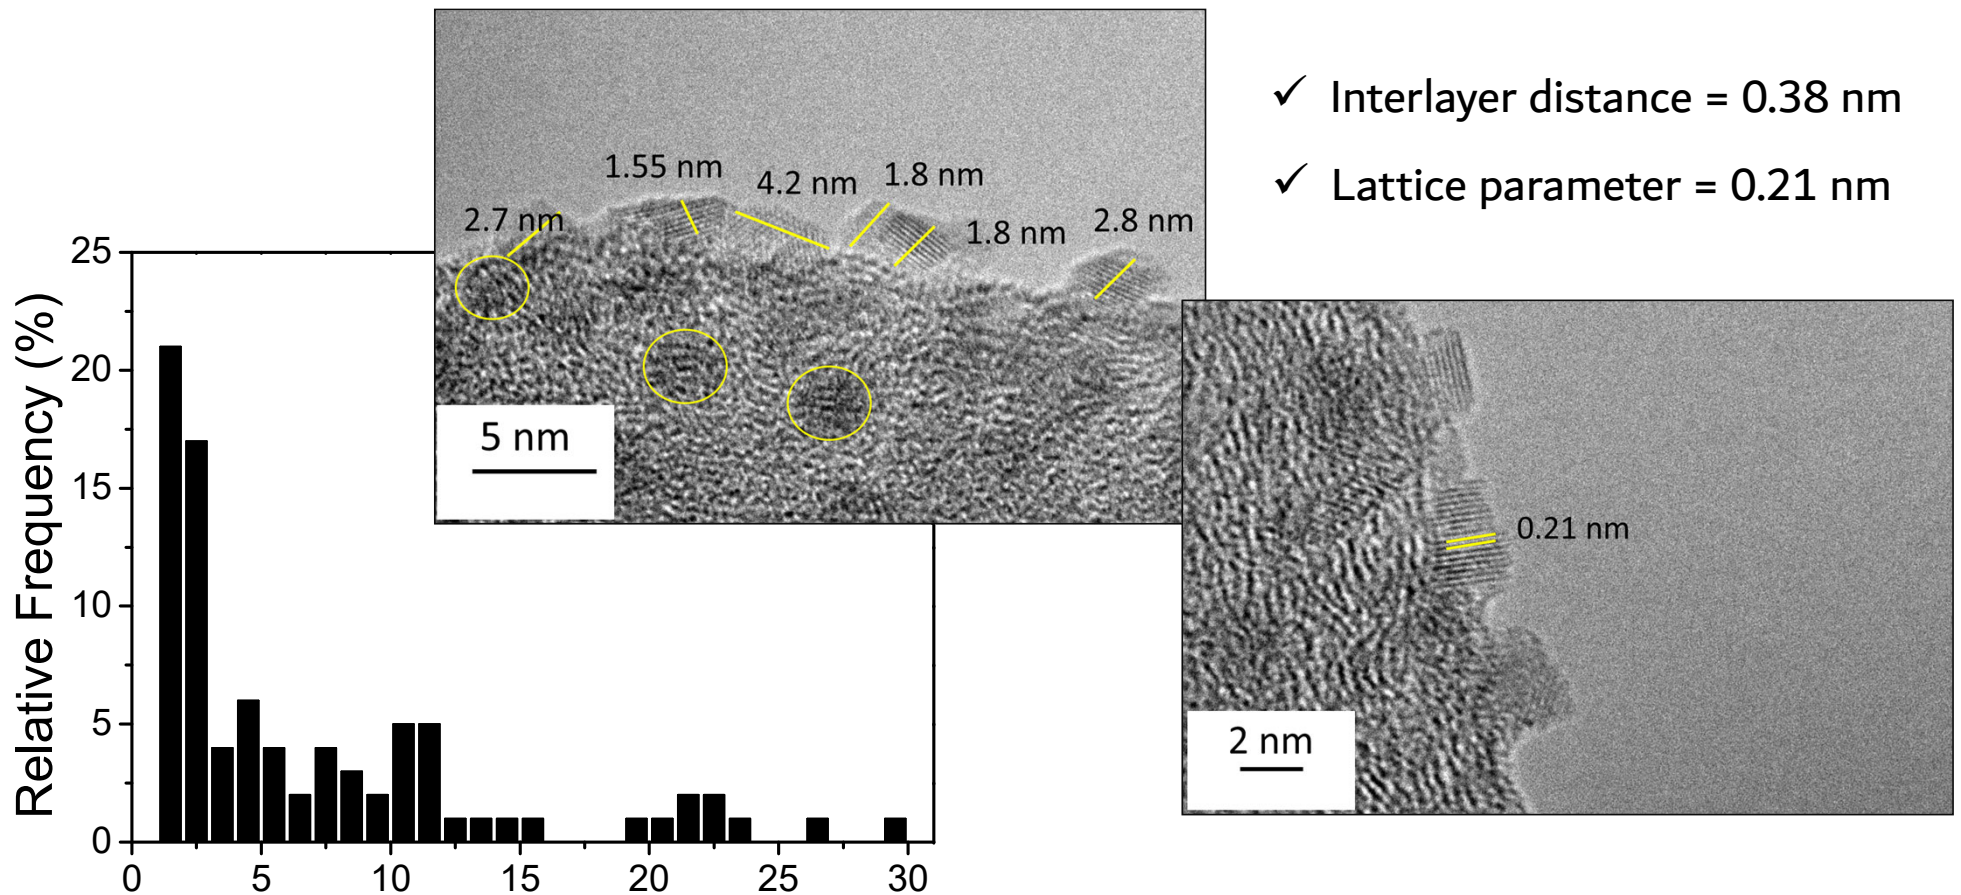 ✓ Interlayer distance = 0.38 nm
✓ Lattice parameter = 0.21 nm
1.55 nm
4.2 nm
1.8 nm
2.7 nm
1.8 nm
2.8 nm
5 nm
0.21 nm
2 nm
Relative Frequency (%)
25
20
15
10
5
0
0 5 10 15 20 25 30